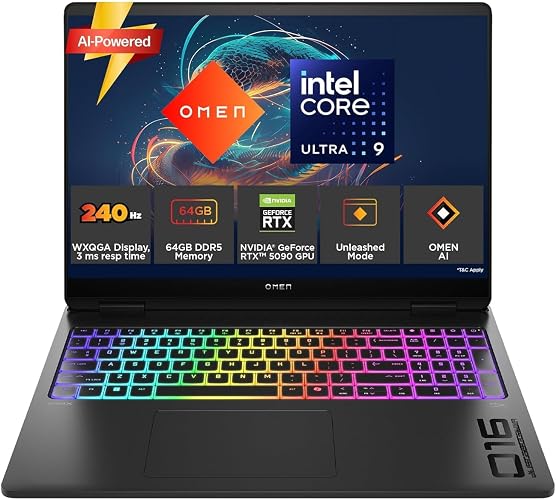 AI-Powered
OMEN
intel
CORE
ULTRA 9
240 Hz
WXQGA Display,
3 ms resp time
64GB
64GB DDR5
Memory
NVIDIA
GEFORCE
RTX
NVIDIA® GeForce
RTX™ 5090 GPU
Unleashed
Mode
OMEN
AI
*T&C Apply
OMEN
O16